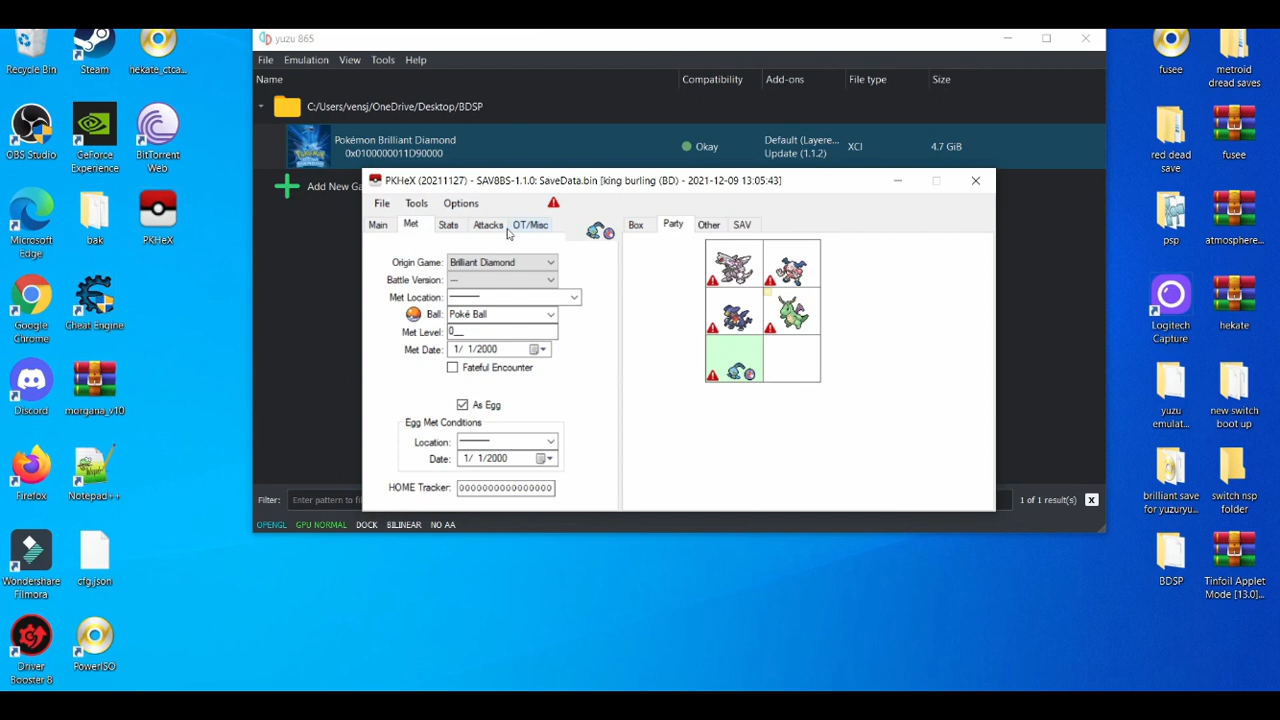 Recycle Bin
Steam
hekate_ctca...
OBS Studio
GeForce Experience
BitTorrent Web
Microsoft Edge
bak
PKHeX
Google Chrome
Cheat Engine
Discord
morgana_v10
Firefox
Notepad++
Wondershare Filmora
cfg.json
Driver Booster 8
PowerISO
yuzu 865
File Emulation View Tools Help
Name Compatibility Add-ons File type Size
C:/Users/vensj/OneDrive/Desktop/BDSP
Pokémon Brilliant Diamond
0x0100000011D90000
Okay
Default (Layere...
Update (1.1.2)
XCI
4.7 GiB
Add New Ga
PKHeX (20211127) - SAV8BS-1.1.0: SaveData.bin [king burling (BD) - 2021-12-09 13:05:43]
File Tools Options
Main Met Stats Attacks OT/Misc
Box Party Other SAV
Origin Game: Brilliant Diamond
Battle Version: ---
Met Location: ----------
Ball: Poké Ball
Met Level: 0__
Met Date: 1/ 1/2000
Fateful Encounter
As Egg
Egg Met Conditions
Location: ----------
Date: 1/ 1/2000
HOME Tracker: 0000000000000000
Filter: Enter pattern to fi
1 of 1 result(s) x
OPENGL GPU NORMAL DOCK BILINEAR NO AA
fusee
metroid dread saves
red dead save
fusee
psp
atmosphere...
Logitech Capture
hekate
yuzu emulat...
new switch boot up
brilliant save for yuzuryu...
switch nsp folder
BDSP
Tinfoil Applet Mode [13.0]...